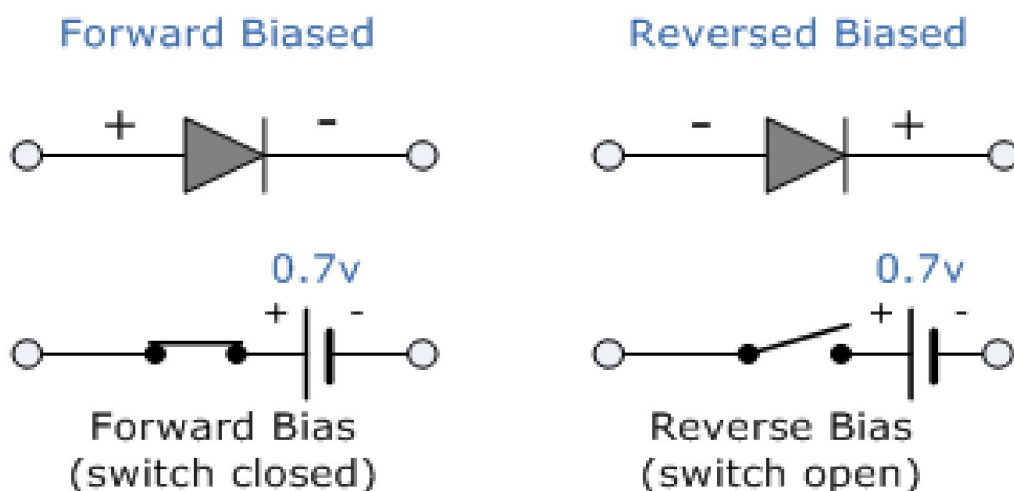 Forward Biased
Reversed Biased
+ -
- +
0.7v
0.7v
+ -
+ -
Forward Bias
(switch closed)
Reverse Bias
(switch open)